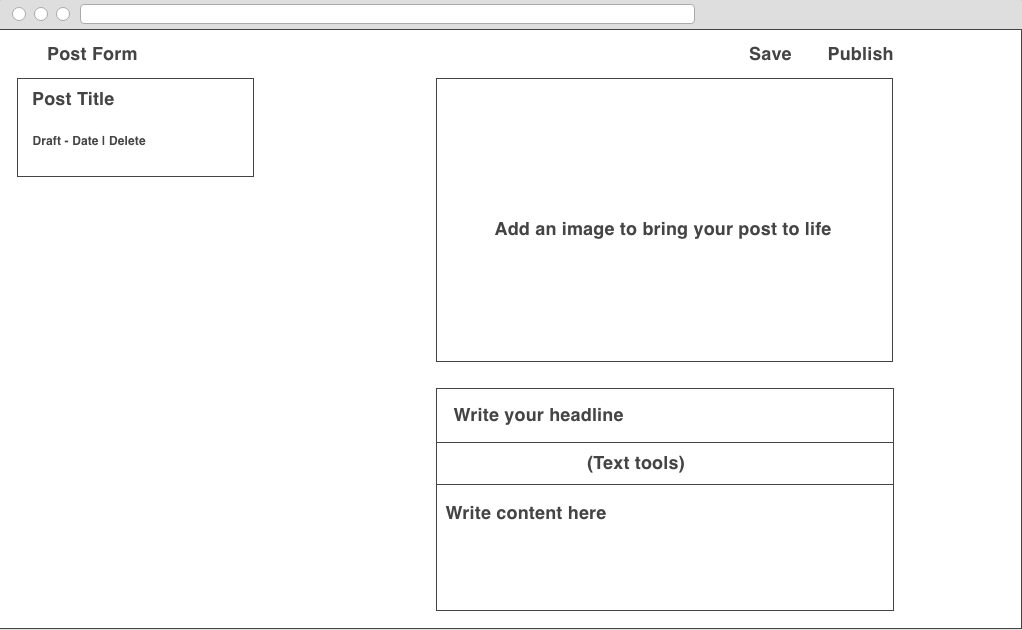 Post Form
Save
Publish
Post Title
Draft - Date | Delete
Add an image to bring your post to life
Write your headline
(Text tools)
Write content here